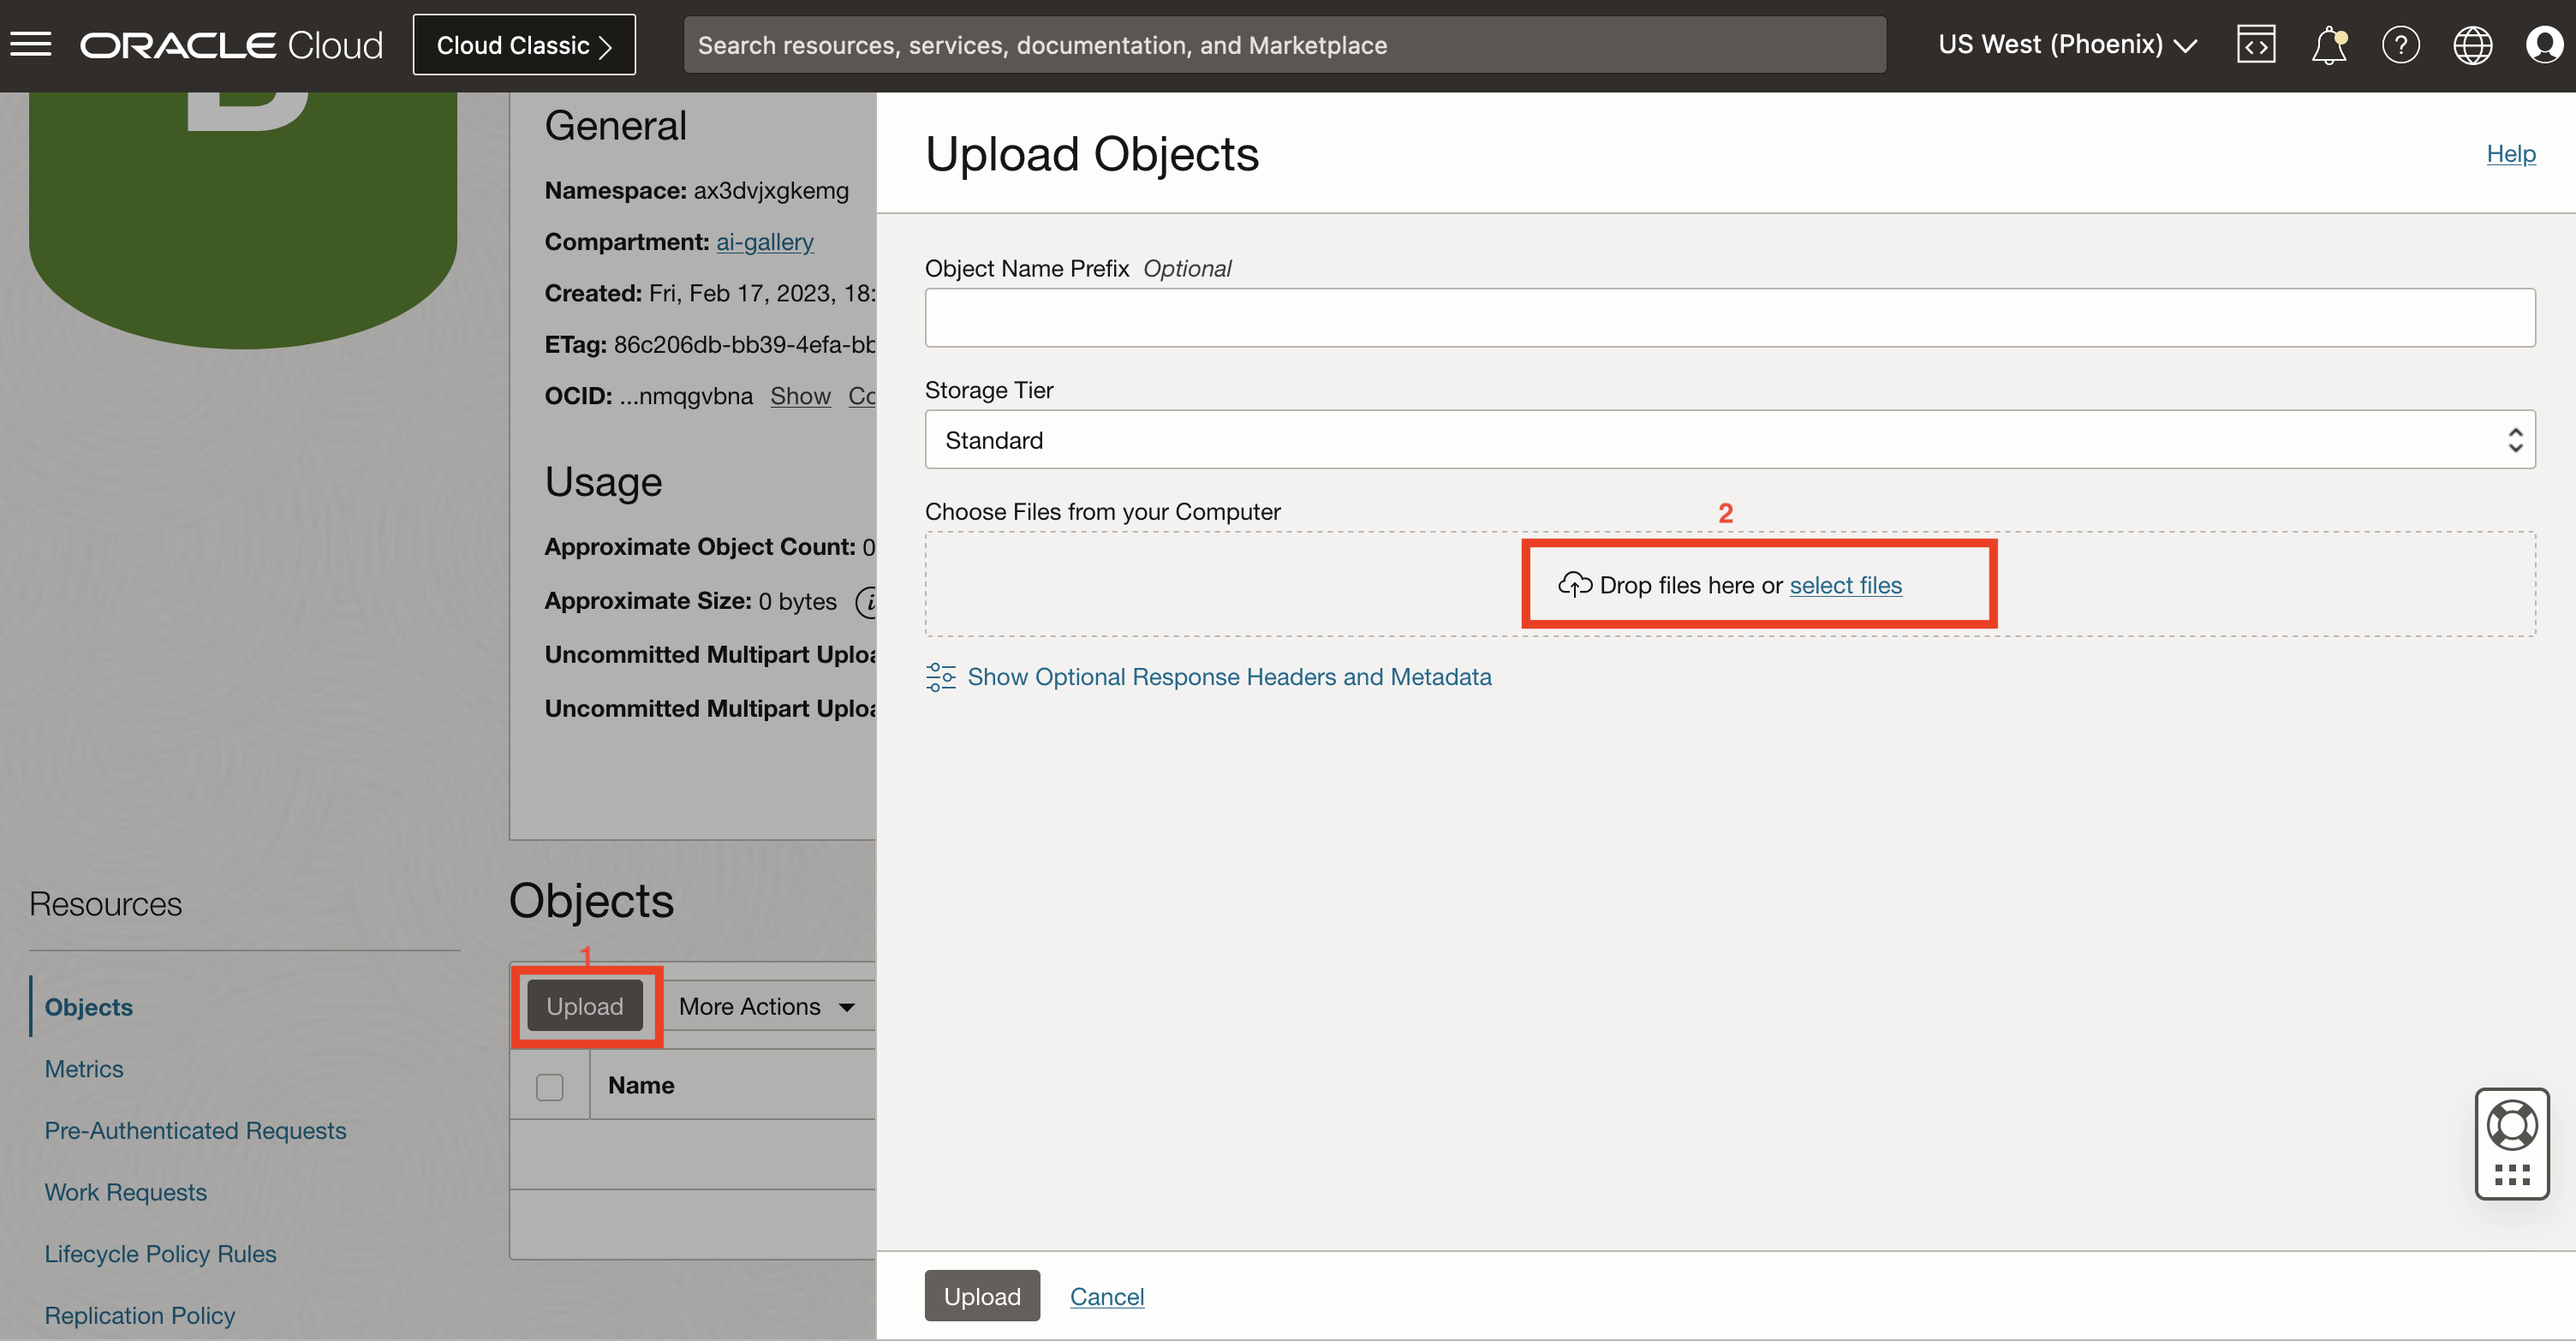 ORACLE Cloud
Cloud Classic
Search resources, services, documentation, and Marketplace
US West (Phoenix)
General
Namespace: ax3dvjxgkemg
Compartment: ai-gallery
Created: Fri, Feb 17, 2023, 18:
ETag: 86c206db-bb39-4efa-bb
OCID: ...nmqgvbna Show Co
Usage
Approximate Object Count: 0
Approximate Size: 0 bytes i
Uncommitted Multipart Uploa
Uncommitted Multipart Uploa
Resources
Objects
Metrics
Pre-Authenticated Requests
Work Requests
Lifecycle Policy Rules
Replication Policy
Objects
1
Upload More Actions
Name
Upload Objects
Help
Object Name Prefix Optional
Storage Tier
Standard
Choose Files from your Computer
2
Drop files here or select files
Show Optional Response Headers and Metadata
Upload Cancel